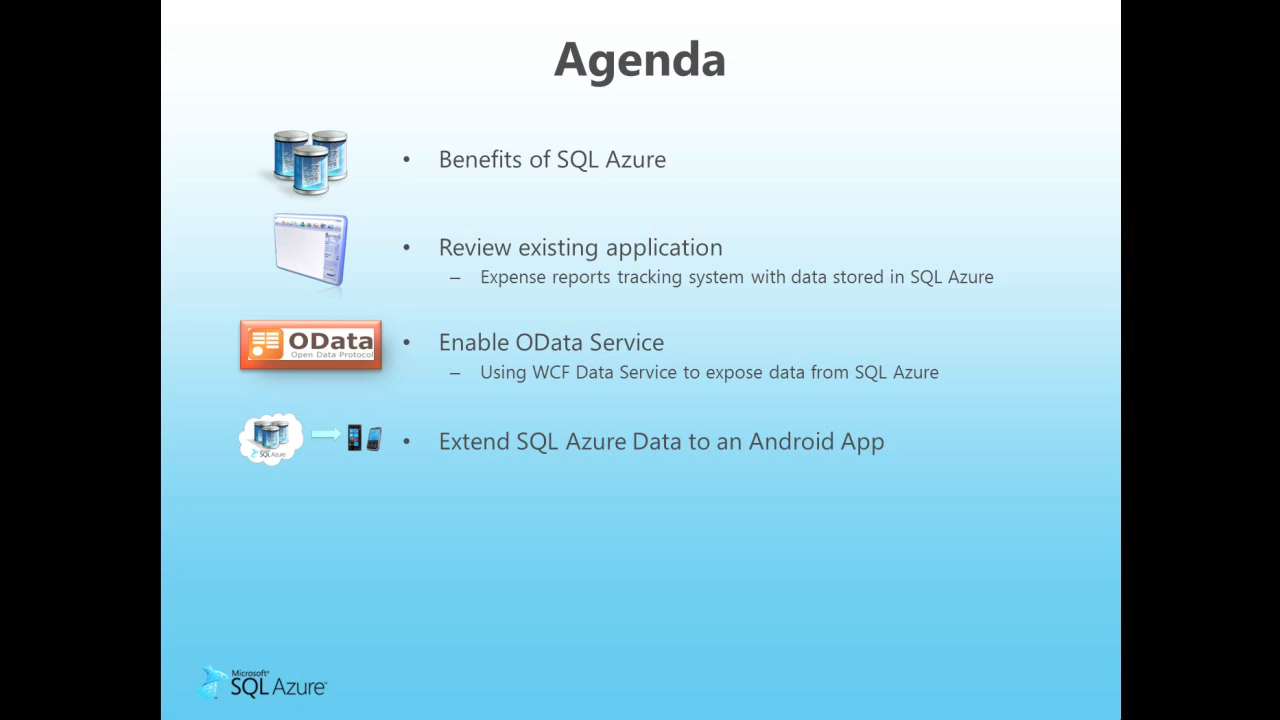 Agenda
• Benefits of SQL Azure
• Review existing application
– Expense reports tracking system with data stored in SQL Azure
OData
Open Data Protocol
• Enable OData Service
– Using WCF Data Service to expose data from SQL Azure
SQL Azure
• Extend SQL Azure Data to an Android App
Microsoft®
SQL Azure™